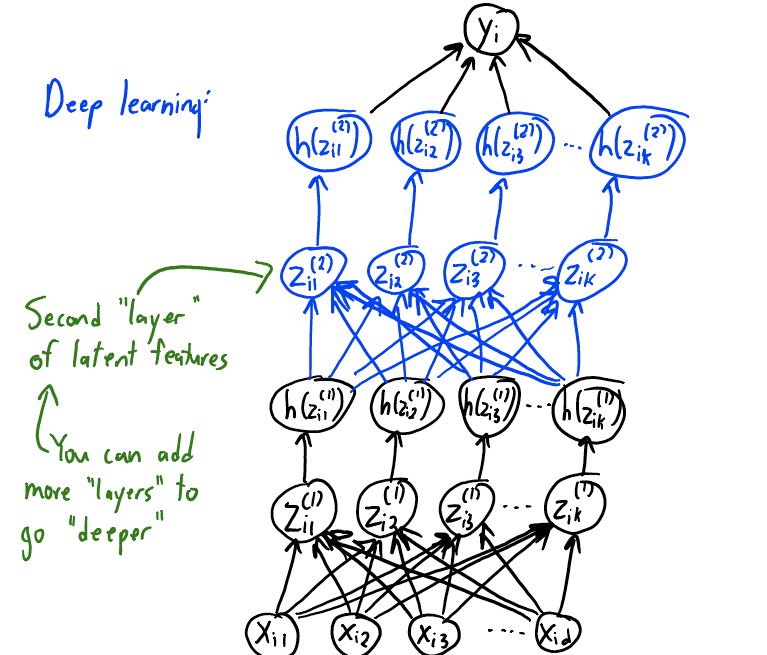 y_i
Deep learning:
h(z_{i1}^{(2)}) h(z_{i2}^{(2)}) h(z_{i3}^{(2)}) ... h(z_{ik}^{(2)})
z_{i1}^{(2)} z_{i2}^{(2)} z_{i3}^{(2)} ... z_{ik}^{(2)}
Second "layer"
of latent features
h(z_{i1}^{(1)}) h(z_{i2}^{(1)}) h(z_{i3}^{(1)}) ... h(z_{ik}^{(1)})
You can add
more "layers" to
go "deeper"
z_{i1}^{(1)} z_{i2}^{(1)} z_{i3}^{(1)} .... z_{ik}^{(1)}
x_{i1} x_{i2} x_{i3} ..... x_{id}